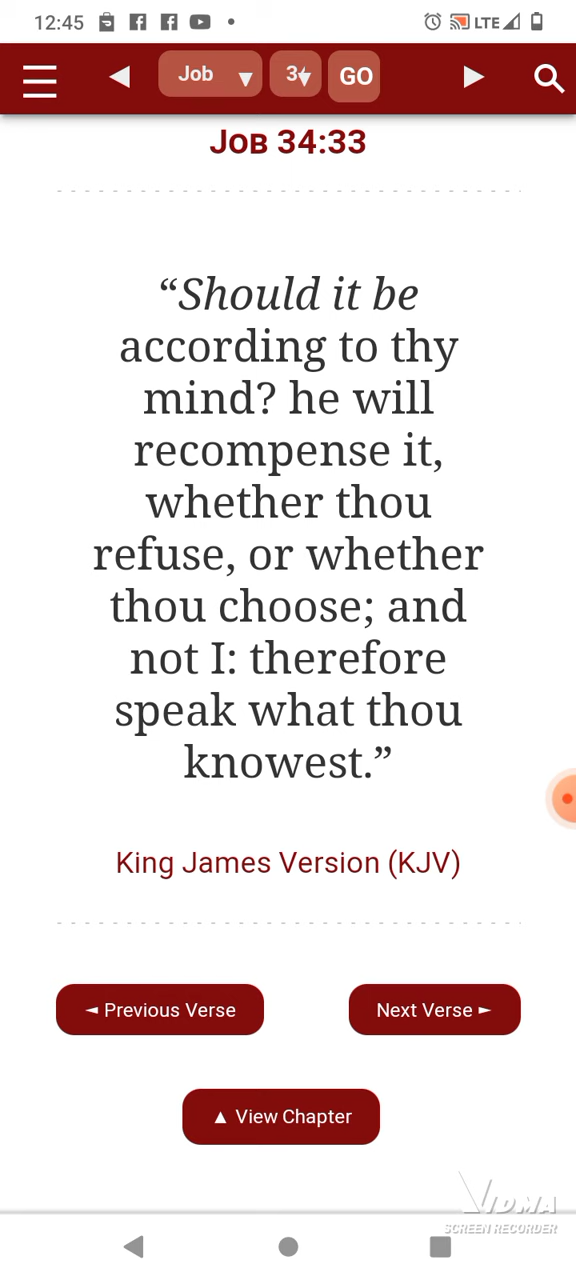 12:45 LTE
Job 3 GO
Job 34:33
“Should it be
according to thy
mind? he will
recompense it,
whether thou
refuse, or whether
thou choose; and
not I: therefore
speak what thou
knowest.”
King James Version (KJV)
◄ Previous Verse Next Verse ►
▲ View Chapter
VIDMA
SCREEN RECORDER